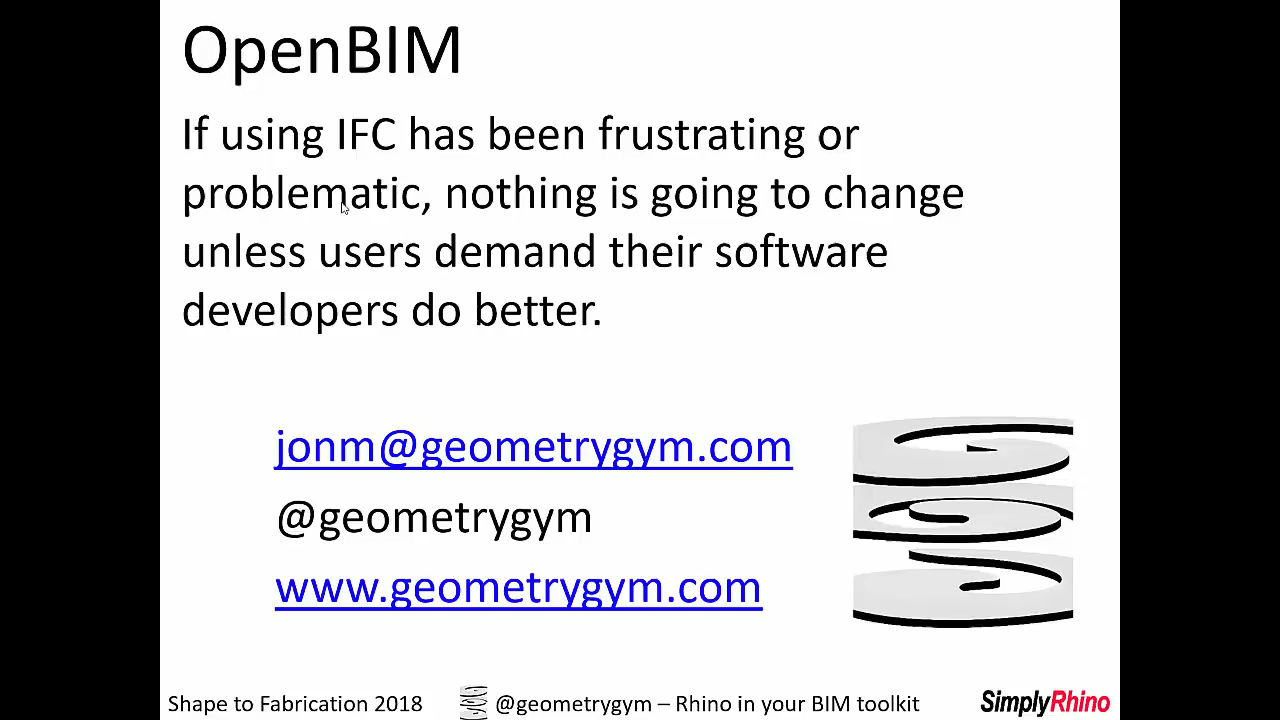 OpenBIM
If using IFC has been frustrating or
problematic, nothing is going to change
unless users demand their software
developers do better.
jonm@geometrygym.com
@geometrygym
www.geometrygym.com
Shape to Fabrication 2018
@geometrygym – Rhino in your BIM toolkit
SimplyRhino